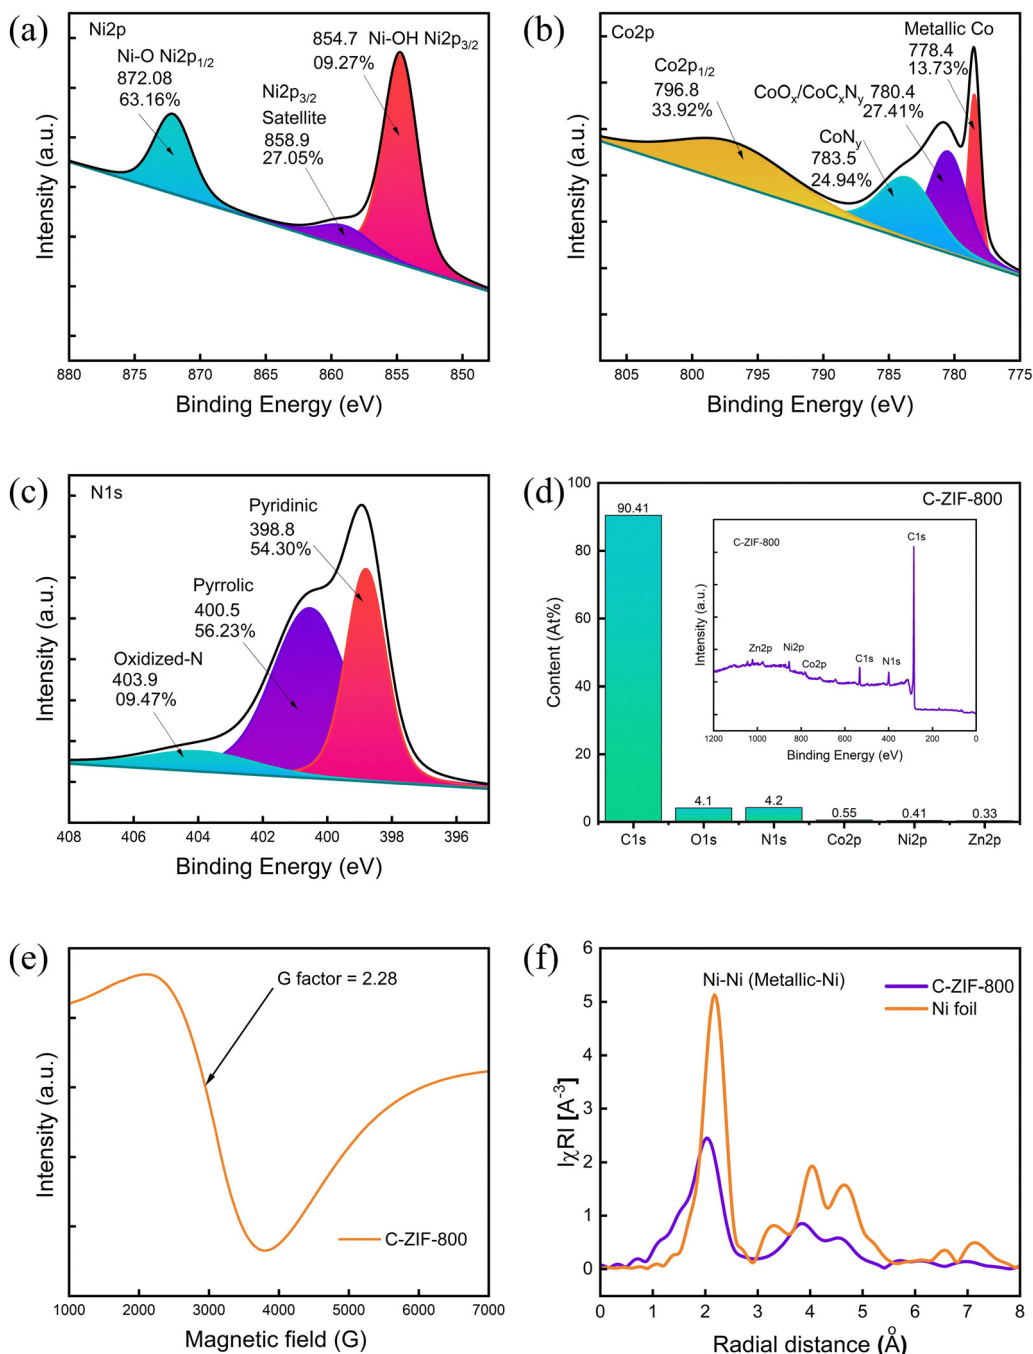 (a)
Ni2p
Ni-O Ni2p1/2
872.08
63.16%
Ni2p3/2
Satellite
858.9
27.05%
854.7 Ni-OH Ni2p3/2
09.27%
Intensity (a.u.)
880 875 870 865 860 855 850
Binding Energy (eV)
(b)
Co2p
Co2p1/2
796.8
33.92%
CoOx/CoCxNy 780.4
27.41%
CoNy
783.5
24.94%
Metallic Co
778.4
13.73%
Intensity (a.u.)
805 800 795 790 785 780 775
Binding Energy (eV)
(c)
N1s
Pyridinic
398.8
54.30%
Pyrrolic
400.5
56.23%
Oxidized-N
403.9
09.47%
Intensity (a.u.)
408 406 404 402 400 398 396
Binding Energy (eV)
(d)
C-ZIF-800
100
80
60
40
20
0
Content (At%)
90.41
4.1
4.2
0.55
0.41
0.33
C1s O1s N1s Co2p Ni2p Zn2p
C-ZIF-800
C1s
Zn2p
Ni2p
Co2p
C1s
N1s
Intensity (a.u.)
1200 1000 800 600 400 200 0
Binding Energy (eV)
(e)
G factor = 2.28
C-ZIF-800
Intensity (a.u.)
1000 2000 3000 4000 5000 6000 7000
Magnetic field (G)
(f)
Ni-Ni (Metallic-Ni)
C-ZIF-800
Ni foil
6
5
4
3
2
1
0
IχRI [A-3]
0 1 2 3 4 5 6 7 8
Radial distance (Å)